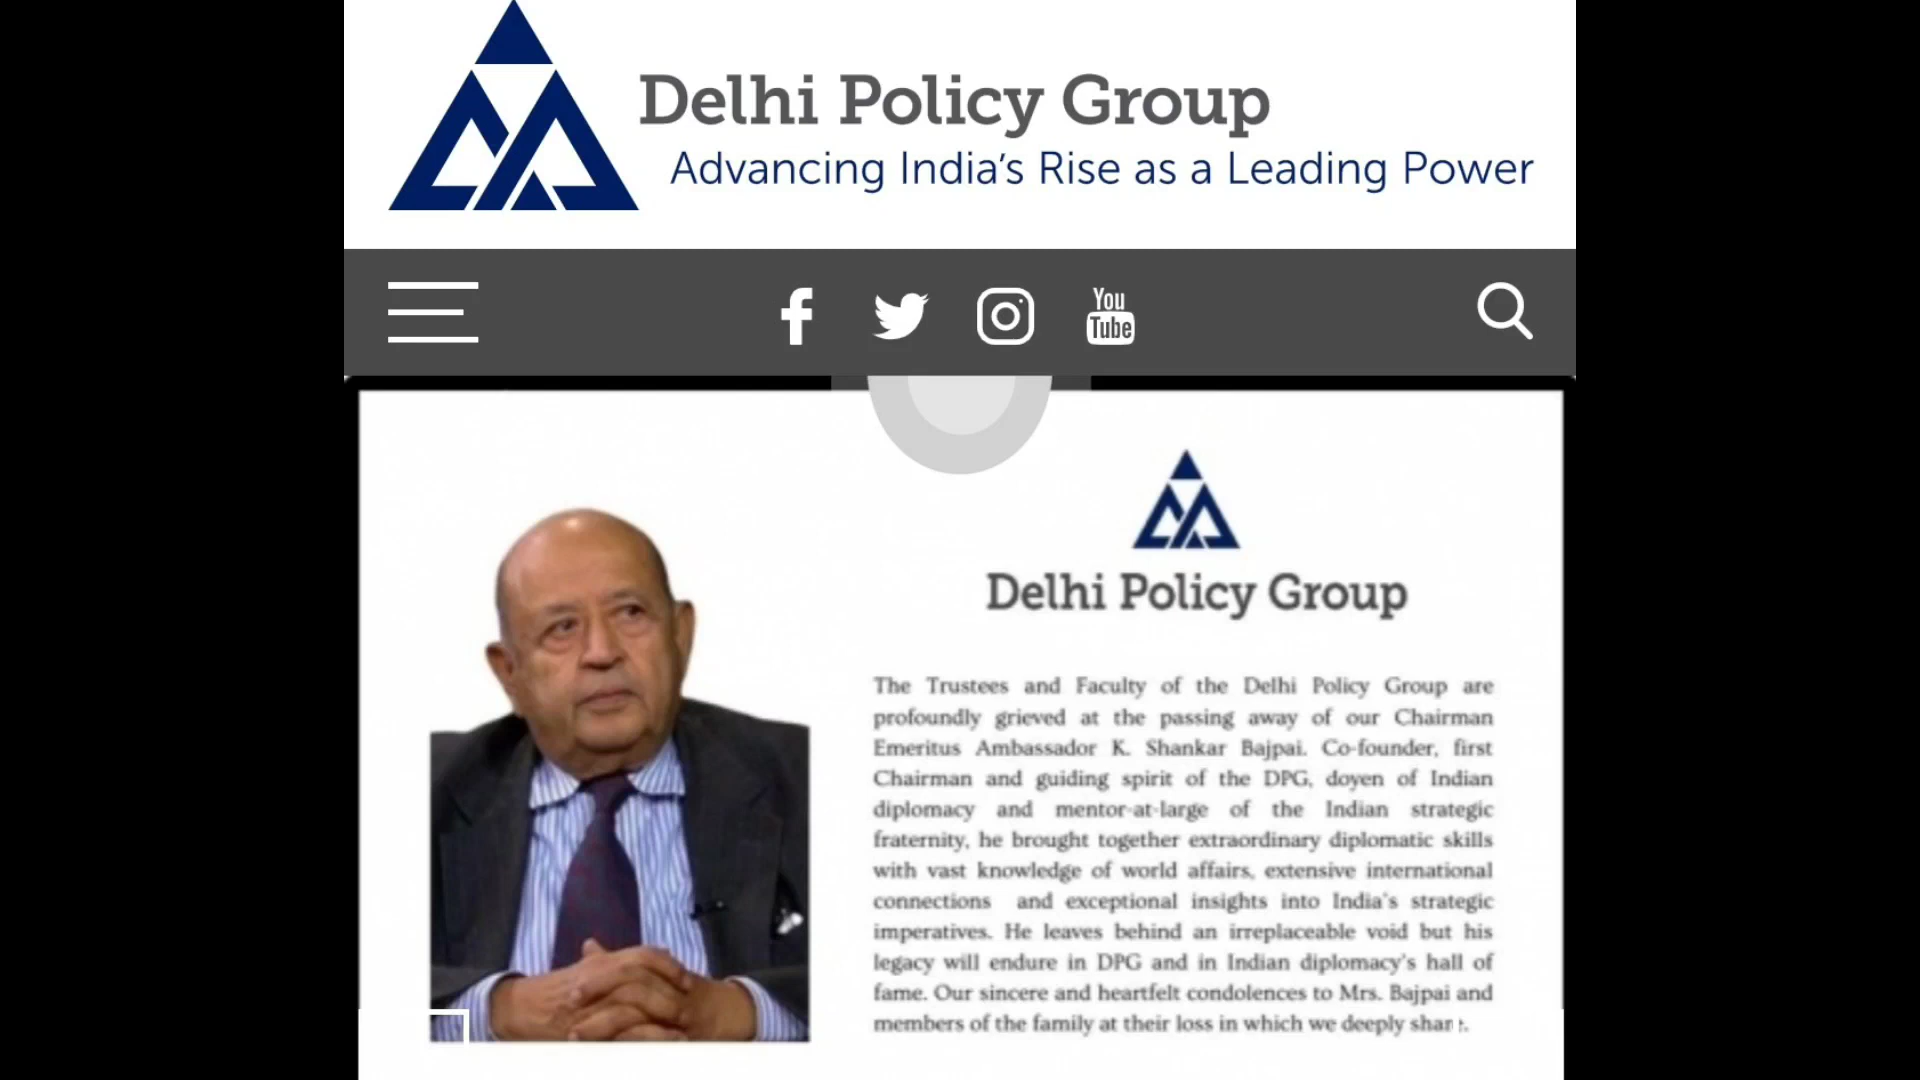 Delhi Policy Group
Advancing India's Rise as a Leading Power
You
Tube
Delhi Policy Group
The Trustees and Faculty of the Delhi Policy Group are
profoundly grieved at the passing away of our Chairman
Emeritus Ambassador K. Shankar Bajpai. Co-founder, first
Chairman and guiding spirit of the DPG, doyen of Indian
diplomacy and mentor-at-large of the Indian strategic
fraternity, he brought together extraordinary diplomatic skills
with vast knowledge of world affairs, extensive international
connections and exceptional insights into India's strategic
imperatives. He leaves behind an irreplaceable void but his
legacy will endure in DPG and in Indian diplomacy's hall of
fame. Our sincere and heartfelt condolences to Mrs. Bajpai and
members of the family at their loss in which we deeply share.